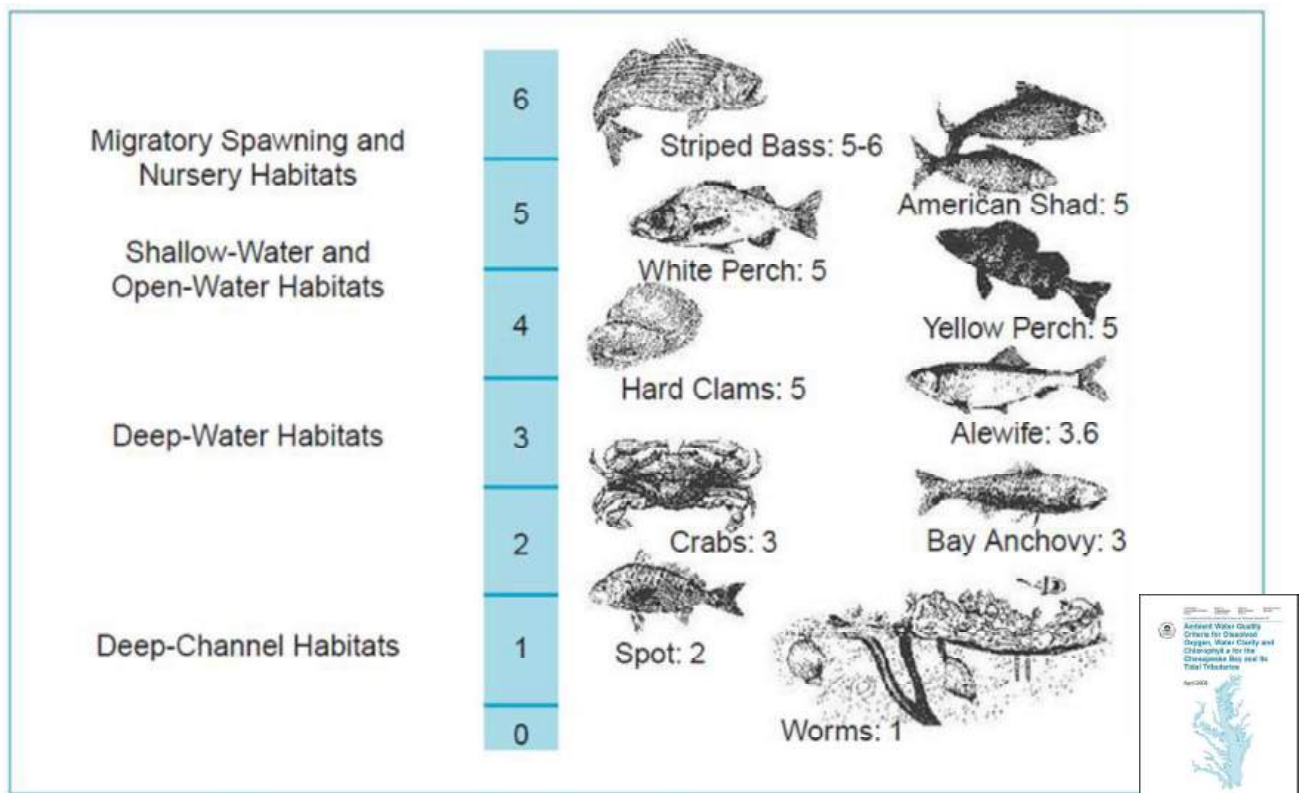 Migratory Spawning and
Nursery Habitats
Shallow-Water and
Open-Water Habitats
Deep-Water Habitats
Deep-Channel Habitats
6
5
4
3
2
1
0
Striped Bass: 5-6
American Shad: 5
White Perch: 5
Yellow Perch: 5
Hard Clams: 5
Alewife: 3.6
Crabs: 3
Bay Anchovy: 3
Spot: 2
Worms: 1
Ambient Water Quality
Criteria for Dissolved
Oxygen, Water Clarity and
Chlorophyll a for the
Chesapeake Bay and Its
Tidal Tributaries